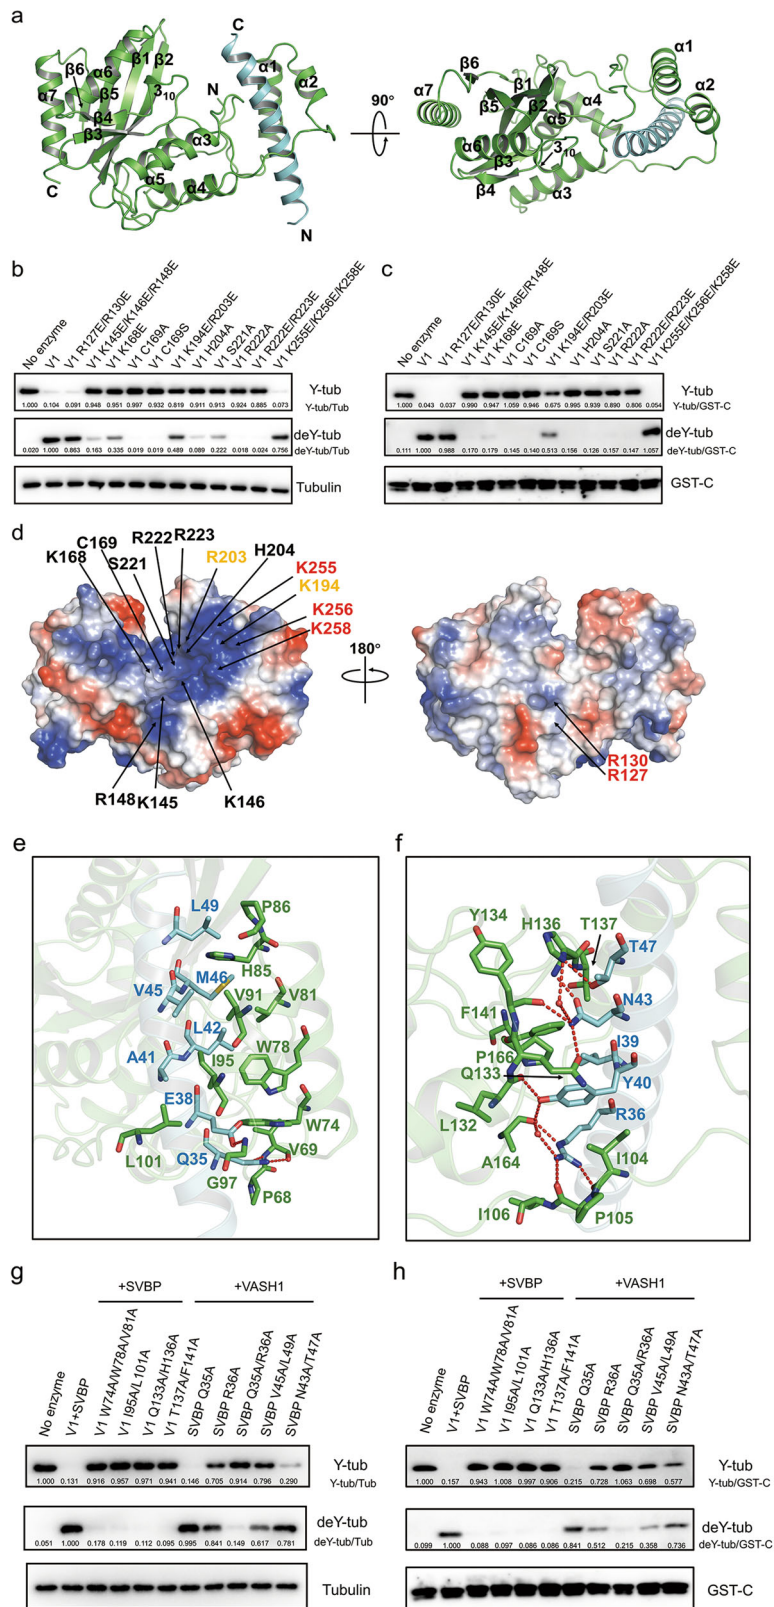 a
C
β1 β2
β6 α6
α1
α2
α7
β5
3₁₀
N
β4
β3
α3
α5
α4
C
N
90°
α1
β6
α7
β1
α2
β5
β2
α4
α5
α6
β3
3₁₀
β4
α3
b
No enzyme
V1
V1 R127E/R130E
V1 K145E/K146E/R148E
V1 K168E
V1 C169A
V1 C169S
V1 K194E/R203E
V1 H204A
V1 S221A
V1 R222A
V1 R222E/R223E
V1 K255E/K256E/K258E
Y-tub
1.000 0.104 0.091 0.948 0.951 0.997 0.932 0.819 0.911 0.913 0.924 0.885 0.073
Y-tub/Tub
deY-tub
0.020 1.000 0.863 0.163 0.335 0.019 0.019 0.489 0.089 0.222 0.018 0.024 0.756
deY-tub/Tub
Tubulin
c
No enzyme
V1
V1 R127E/R130E
V1 K145E/K146E/R148E
V1 K168E
V1 C169A
V1 C169S
V1 K194E/R203E
V1 H204A
V1 S221A
V1 R222A
V1 R222E/R223E
V1 K255E/K256E/K258E
Y-tub
1.000 0.043 0.037 0.990 0.947 1.059 0.946 0.675 0.995 0.939 0.890 0.806 0.054
Y-tub/GST-C
deY-tub
0.111 1.000 0.988 0.170 0.179 0.145 0.140 0.513 0.156 0.126 0.157 0.147 1.057
deY-tub/GST-C
GST-C
d
R222 R223
C169
R203
H204
K168
S221
K255
K194
K256
K258
180°
R148
K145
K146
R130
R127
e
L49
P86
H85
M46
V45
V91
V81
L42
W78
A41
I95
E38
W74
L101
Q35
V69
G97
P68
f
Y134
H136
T137
T47
N43
F141
I39
P166
Q133
Y40
R36
L132
A164
I104
I106
P105
g
+SVBP
+VASH1
No enzyme
V1+SVBP
V1 W74A/W78A/V81A
V1 I95A/L101A
V1 Q133A/H136A
V1 T137A/F141A
SVBP Q35A
SVBP R36A
SVBP Q35A/R36A
SVBP V45A/L49A
SVBP N43A/T47A
Y-tub
1.000 0.131 0.916 0.957 0.971 0.941 0.146 0.705 0.914 0.796 0.290
Y-tub/Tub
deY-tub
0.051 1.000 0.178 0.119 0.112 0.095 0.995 0.841 0.149 0.617 0.781
deY-tub/Tub
Tubulin
h
+SVBP
+VASH1
No enzyme
V1+SVBP
V1 W74A/W78A/V81A
V1 I95A/L101A
V1 Q133A/H136A
V1 T137A/F141A
SVBP Q35A
SVBP R36A
SVBP Q35A/R36A
SVBP V45A/L49A
SVBP N43A/T47A
Y-tub
1.000 0.157 0.943 1.008 0.997 0.906 0.215 0.728 1.063 0.698 0.577
Y-tub/GST-C
deY-tub
0.099 1.000 0.088 0.097 0.086 0.086 0.841 0.512 0.215 0.358 0.736
deY-tub/GST-C
GST-C